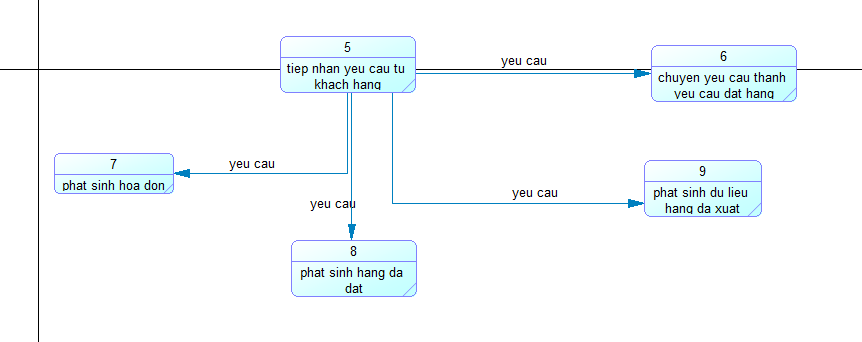 5
tiep nhan yeu cau tu
khach hang
yeu cau
6
chuyen yeu cau thanh
yeu cau dat hang
7
phat sinh hoa don
yeu cau
yeu cau
8
phat sinh hang da
dat
yeu cau
9
phat sinh du lieu
hang da xuat